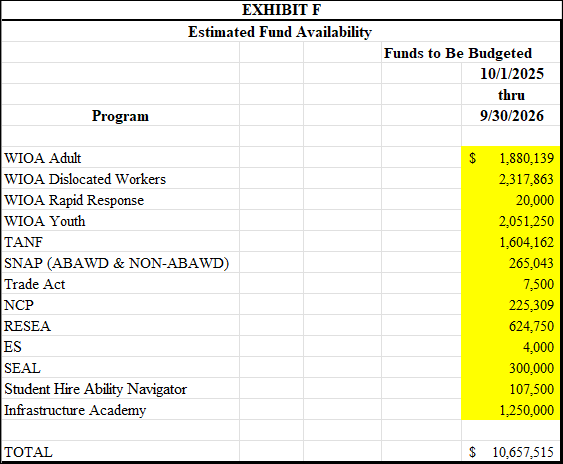 EXHIBIT F
Estimated Fund Availability
Funds to Be Budgeted
10/1/2025
thru
Program 9/30/2026
WIOA Adult $ 1,880,139
WIOA Dislocated Workers 2,317,863
WIOA Rapid Response 20,000
WIOA Youth 2,051,250
TANF 1,604,162
SNAP (ABAWD & NON-ABAWD) 265,043
Trade Act 7,500
NCP 225,309
RESEA 624,750
ES 4,000
SEAL 300,000
Student Hire Ability Navigator 107,500
Infrastructure Academy 1,250,000
TOTAL $ 10,657,515